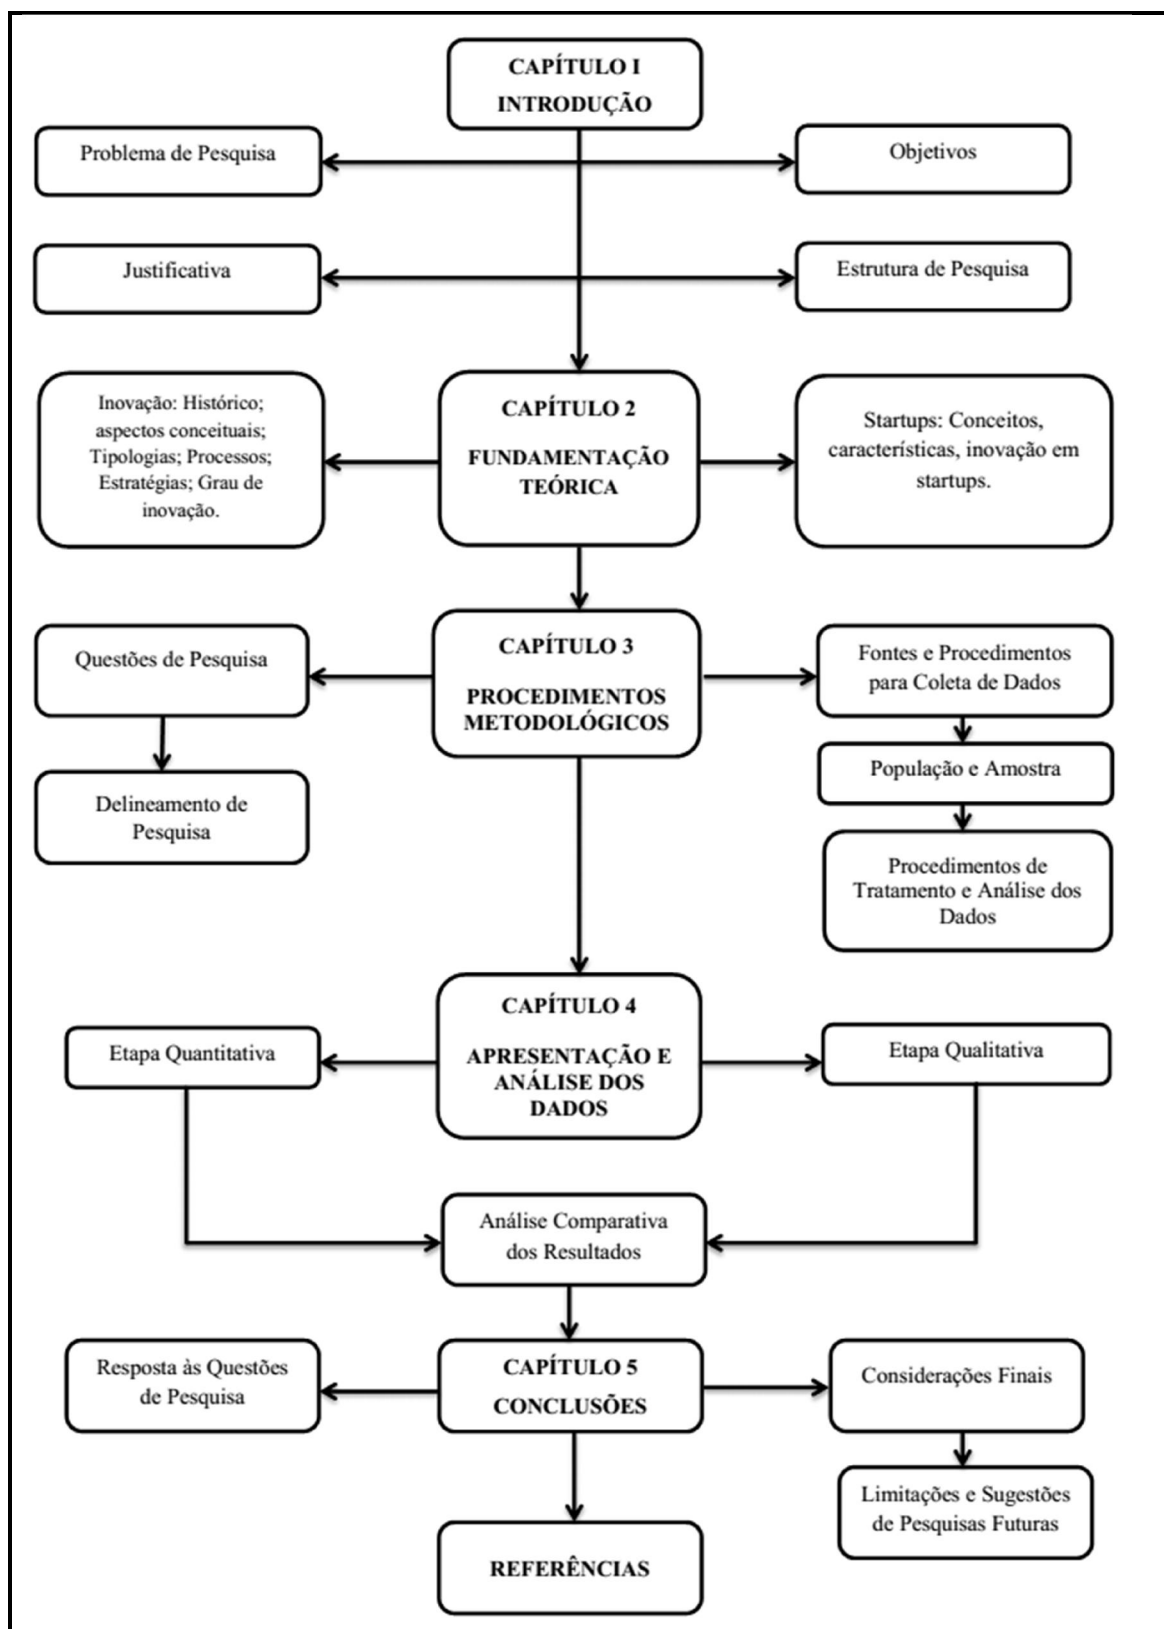 CAPÍTULO I
INTRODUÇÃO
Problema de Pesquisa
Objetivos
Justificativa
Estrutura de Pesquisa
Inovação: Histórico;
aspectos conceituais;
Tipologias; Processos;
Estratégias; Grau de
inovação.
CAPÍTULO 2
FUNDAMENTAÇÃO
TEÓRICA
Startups: Conceitos,
características, inovação em
startups.
Questões de Pesquisa
CAPÍTULO 3
PROCEDIMENTOS
METODOLÓGICOS
Fontes e Procedimentos
para Coleta de Dados
Delineamento de
Pesquisa
População e Amostra
Procedimentos de
Tratamento e Análise dos
Dados
Etapa Quantitativa
CAPÍTULO 4
APRESENTAÇÃO E
ANÁLISE DOS
DADOS
Etapa Qualitativa
Análise Comparativa
dos Resultados
Resposta às Questões
de Pesquisa
CAPÍTULO 5
CONCLUSÕES
Considerações Finais
Limitações e Sugestões
de Pesquisas Futuras
REFERÊNCIAS